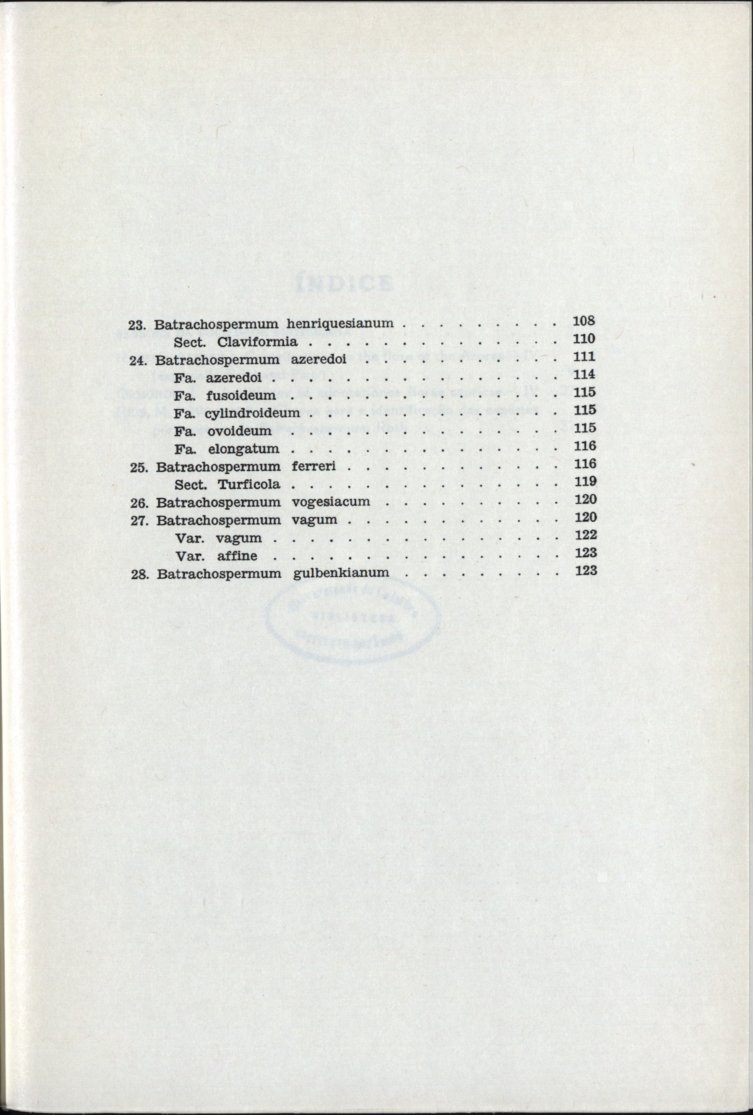 23. Batrachospermum henriquesianum . . . . . . . . . 108
Sect. Claviformia . . . . . . . . . . . . . . 110
24. Batrachospermum azeredoi . . . . . . . . . . . . 111
Fa. azeredoi . . . . . . . . . . . . . . . . 114
Fa. fusoideum . . . . . . . . . . . . . . . 115
Fa. cylindroideum . . . . . . . . . . . . . . 115
Fa. ovoideum . . . . . . . . . . . . . . . 115
Fa. elongatum . . . . . . . . . . . . . . . 116
25. Batrachospermum ferreri . . . . . . . . . . . . 116
Sect. Turficola . . . . . . . . . . . . . . . 119
26. Batrachospermum vogesiacum . . . . . . . . . . 120
27. Batrachospermum vagum . . . . . . . . . . . . 120
Var. vagum . . . . . . . . . . . . . . . . 122
Var. affine . . . . . . . . . . . . . . . . 123
28. Batrachospermum gulbenkianum . . . . . . . . . 123